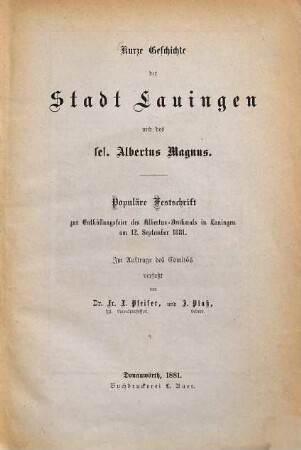 Kurze Geschichte
der
Stadt Lauingen
und des
sel. Albertus Magnus.
Populäre Festschrift
zur Enthüllungsfeier des Albertus-Denkmals in Lauingen
am 12. September 1881.
Im Auftrage des Comités
verfaßt
von
Dr. Fr. X. Pfeifer, und J. Plaß,
Donauwörth, 1881.
Buchdruckerei L. Auer.